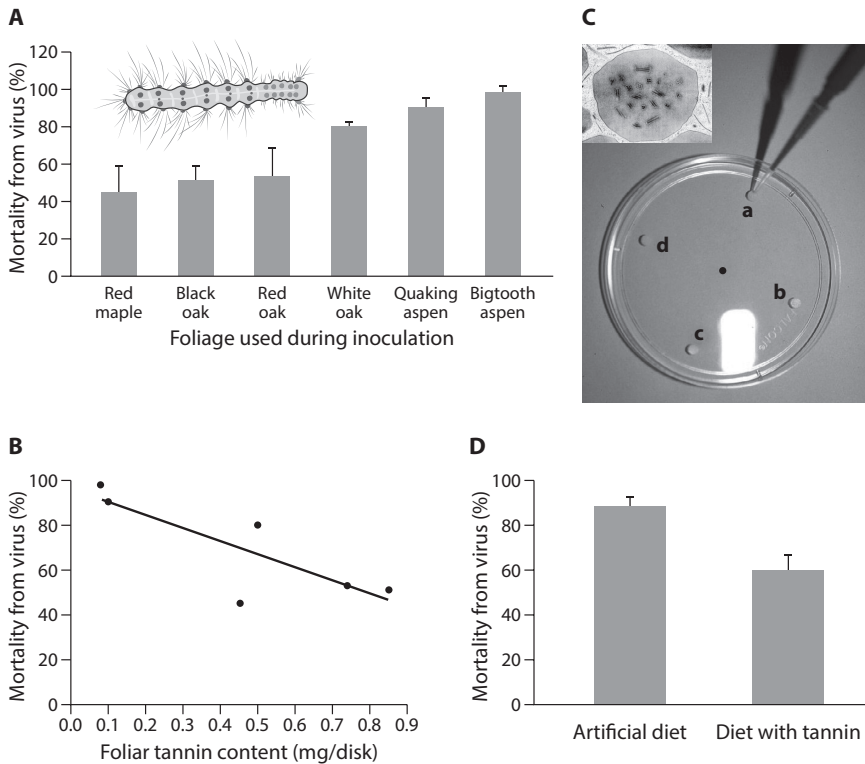 A
Mortality from virus (%)
120
100
80
60
40
20
0
Red
maple
Black
oak
Red
oak
White
oak
Quaking
aspen
Bigtooth
aspen
Foliage used during inoculation
C
a
b
c
d
B
Mortality from virus (%)
100
80
60
40
20
0
0.0 0.1 0.2 0.3 0.4 0.5 0.6 0.7 0.8 0.9
Foliar tannin content (mg/disk)
D
Mortality from virus (%)
100
80
60
40
20
0
Artificial diet
Diet with tannin